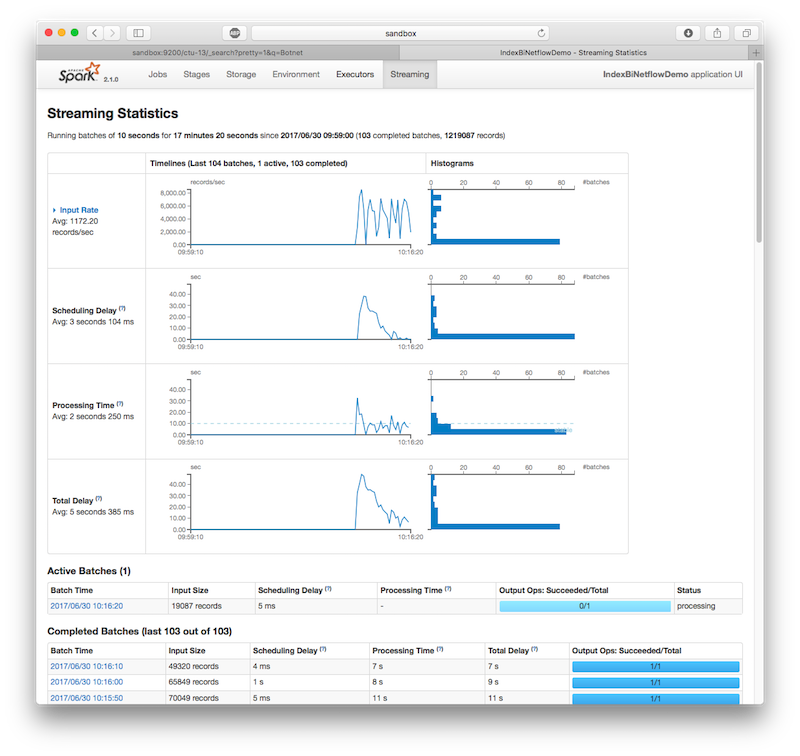 sandbox
sandbox:9200/ctu-13/_search?pretty=1&q=Botnet
IndexBiNetflowDemo - Streaming Statistics
APACHE Spark 2.1.0
Jobs Stages Storage Environment Executors Streaming
IndexBiNetflowDemo application UI
Streaming Statistics
Running batches of 10 seconds for 17 minutes 20 seconds since 2017/06/30 09:59:00 (103 completed batches, 1219087 records)
Timelines (Last 104 batches, 1 active, 103 completed) Histograms
records/sec
0 20 40 60 80 #batches
Input Rate
Avg: 1172.20
records/sec
8,000.00
6,000.00
4,000.00
2,000.00
0.00
09:59:10 10:16:20
sec
0 20 40 60 80 #batches
Scheduling Delay (?)
Avg: 3 seconds 104 ms
40.00
30.00
20.00
10.00
0.00
09:59:10 10:16:20
sec
0 20 40 60 80 #batches
Processing Time (?)
Avg: 2 seconds 250 ms
40.00
30.00
20.00
10.00
0.00
09:59:10 10:16:20
sec
0 20 40 60 80 #batches
Total Delay (?)
Avg: 5 seconds 385 ms
40.00
30.00
20.00
10.00
0.00
09:59:10 10:16:20
Active Batches (1)
Batch Time Input Size Scheduling Delay (?) Processing Time (?) Output Ops: Succeeded/Total Status
2017/06/30 10:16:20 19087 records 5 ms - 0/1 processing
Completed Batches (last 103 out of 103)
Batch Time Input Size Scheduling Delay (?) Processing Time (?) Total Delay (?) Output Ops: Succeeded/Total
2017/06/30 10:16:10 49320 records 4 ms 7 s 7 s 1/1
2017/06/30 10:16:00 65849 records 1 s 8 s 9 s 1/1
2017/06/30 10:15:50 70049 records 5 ms 11 s 11 s 1/1